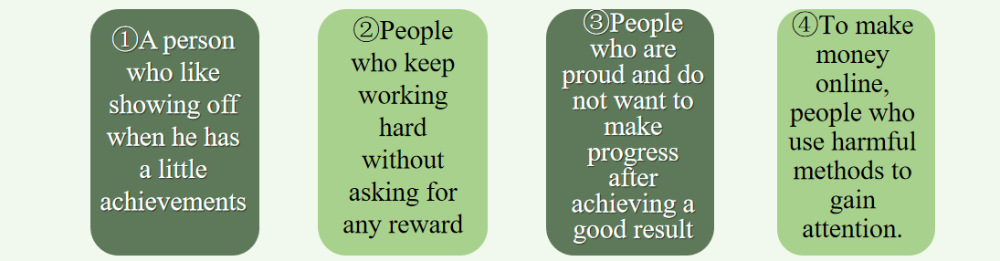 ①A person
who like
showing off
when he has
a little
achievements
②People
who keep
working
hard
without
asking for
any reward
③People
who are
proud and do
not want to
make
progress
after
achieving a
good result
④To make
money
online,
people who
use harmful
methods to
gain
attention.